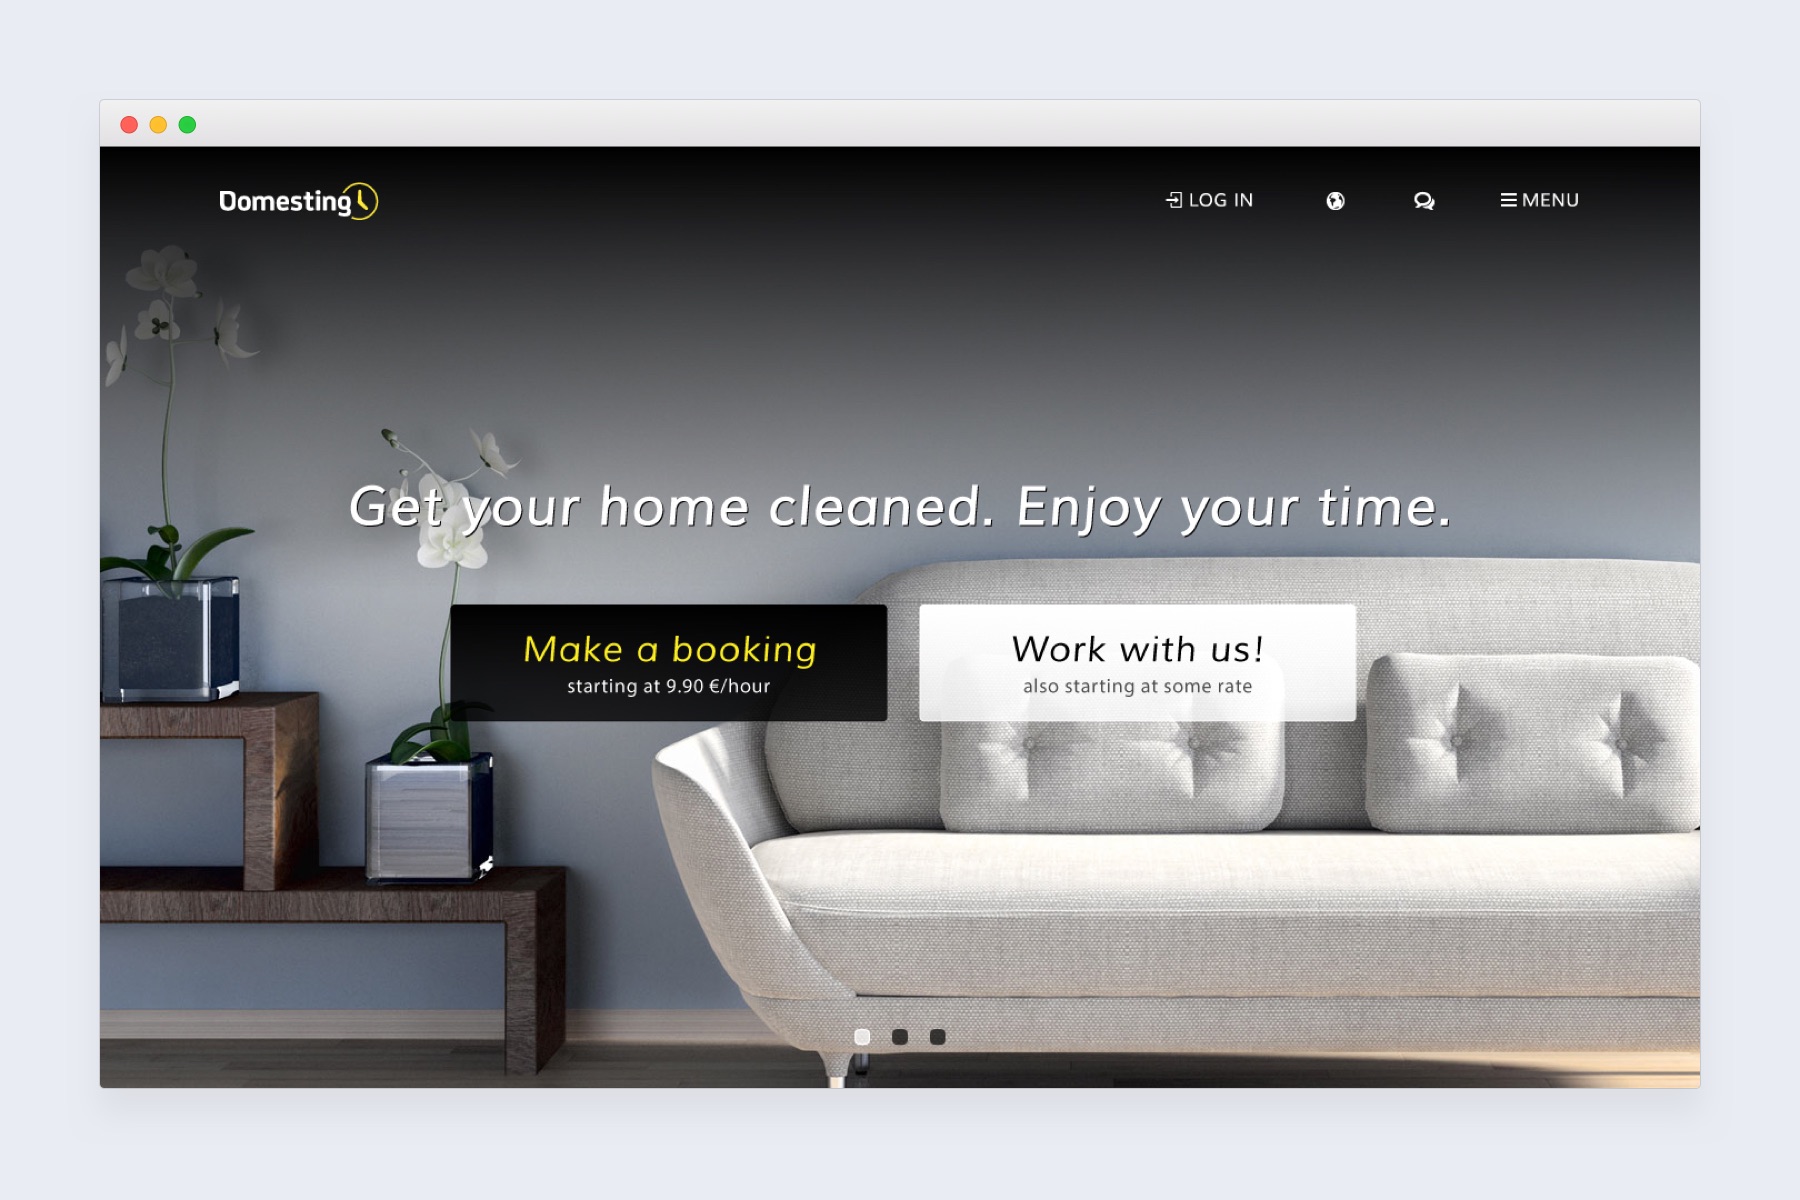 Domesting
LOG IN
MENU
Get your home cleaned. Enjoy your time.
Make a booking
starting at 9.90 €/hour
Work with us!
also starting at some rate